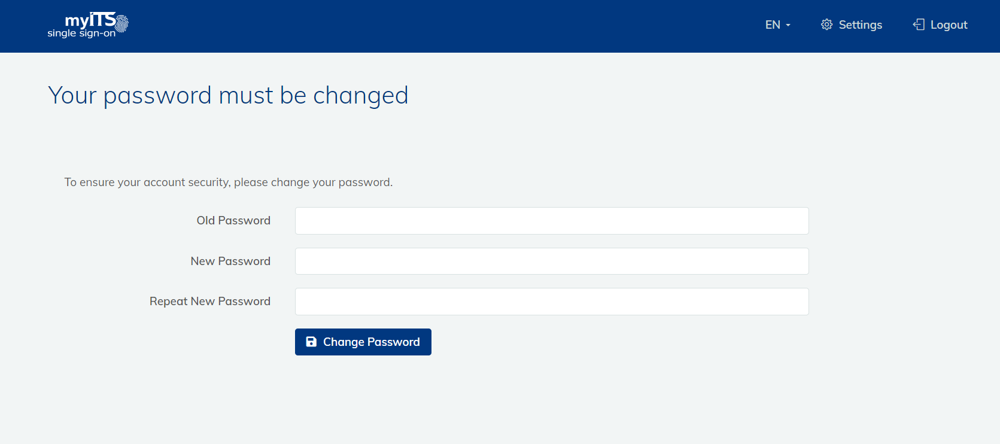 myITS
single sign-on
EN
Settings
Logout
Your password must be changed
To ensure your account security, please change your password.
Old Password
New Password
Repeat New Password
Change Password